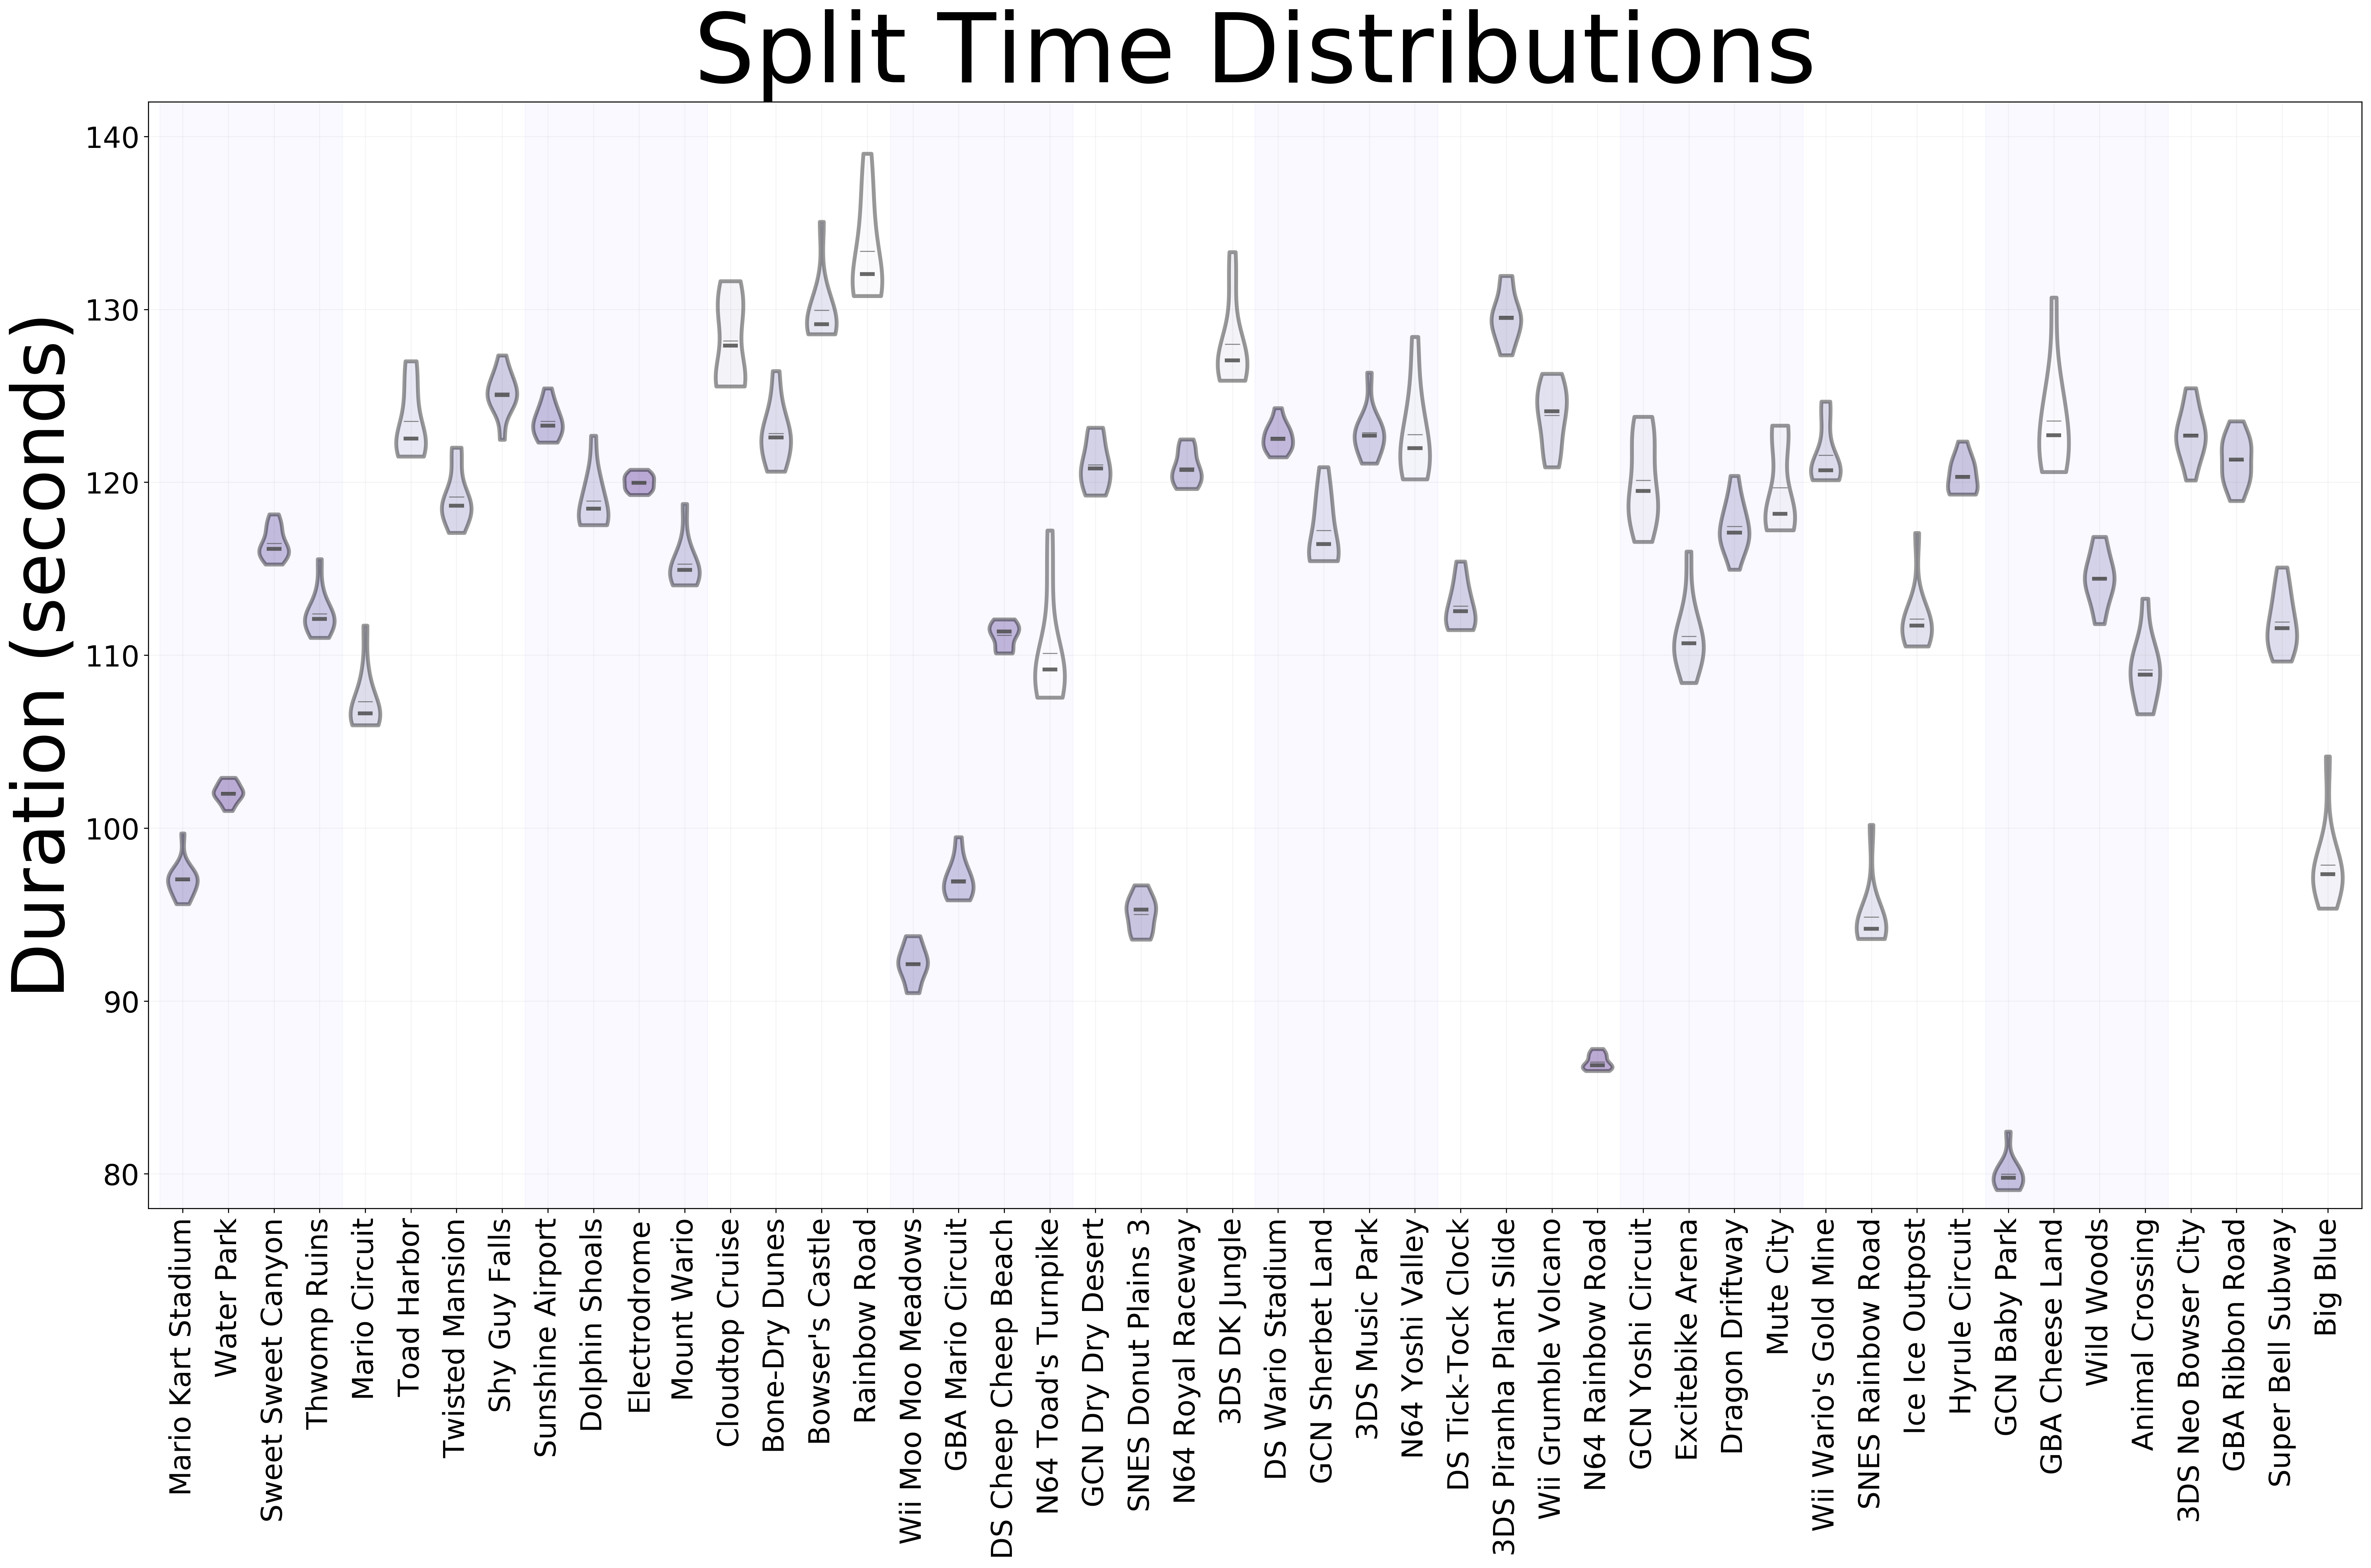 Split Time Distributions
Duration (seconds)
140
130
120
110
100
90
80
Mario Kart Stadium
Water Park
Sweet Sweet Canyon
Thwomp Ruins
Mario Circuit
Toad Harbor
Twisted Mansion
Shy Guy Falls
Sunshine Airport
Dolphin Shoals
Electrodrome
Mount Wario
Cloudtop Cruise
Bone-Dry Dunes
Bowser's Castle
Rainbow Road
Wii Moo Moo Meadows
GBA Mario Circuit
DS Cheep Cheep Beach
N64 Toad's Turnpike
GCN Dry Dry Desert
SNES Donut Plains 3
N64 Royal Raceway
3DS DK Jungle
DS Wario Stadium
GCN Sherbet Land
3DS Music Park
N64 Yoshi Valley
DS Tick-Tock Clock
3DS Piranha Plant Slide
Wii Grumble Volcano
N64 Rainbow Road
GCN Yoshi Circuit
Excitebike Arena
Dragon Driftway
Mute City
Wii Wario's Gold Mine
SNES Rainbow Road
Ice Ice Outpost
Hyrule Circuit
GCN Baby Park
GBA Cheese Land
Wild Woods
Animal Crossing
3DS Neo Bowser City
GBA Ribbon Road
Super Bell Subway
Big Blue